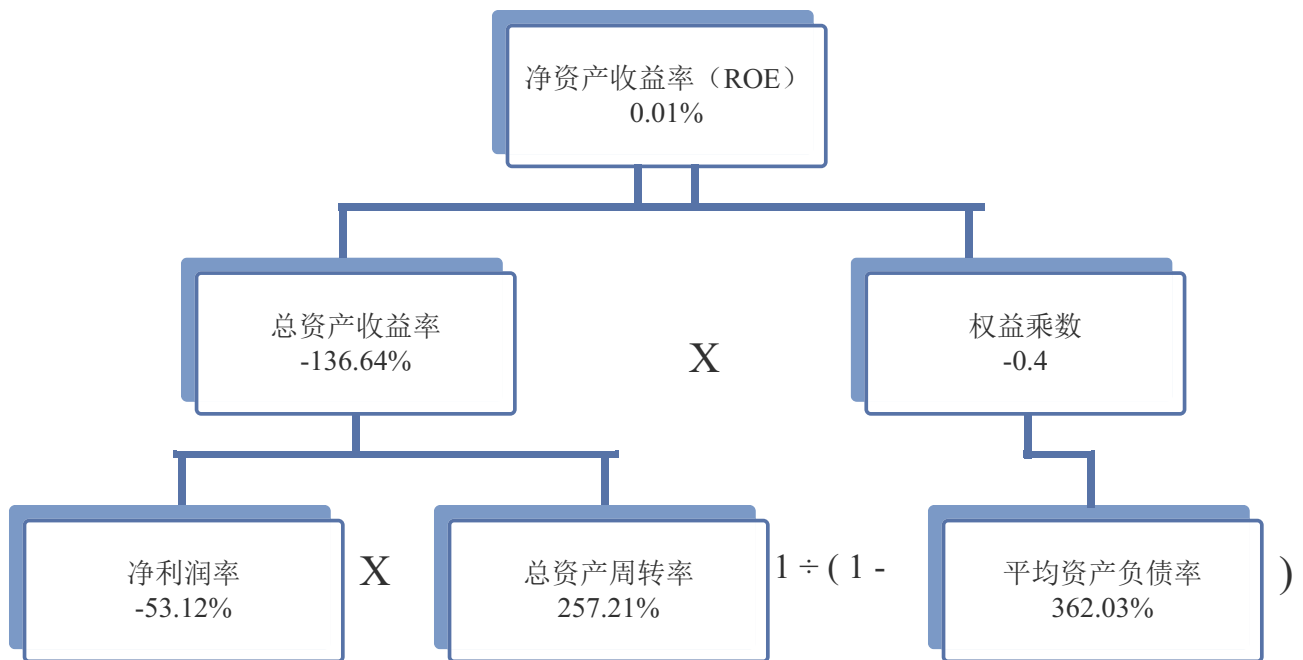 净资产收益率（ROE）
0.01%
总资产收益率
-136.64%
X
权益乘数
-0.4
净利润率
-53.12%
X
总资产周转率
257.21%
1 ÷ ( 1 -
平均资产负债率
362.03%
)